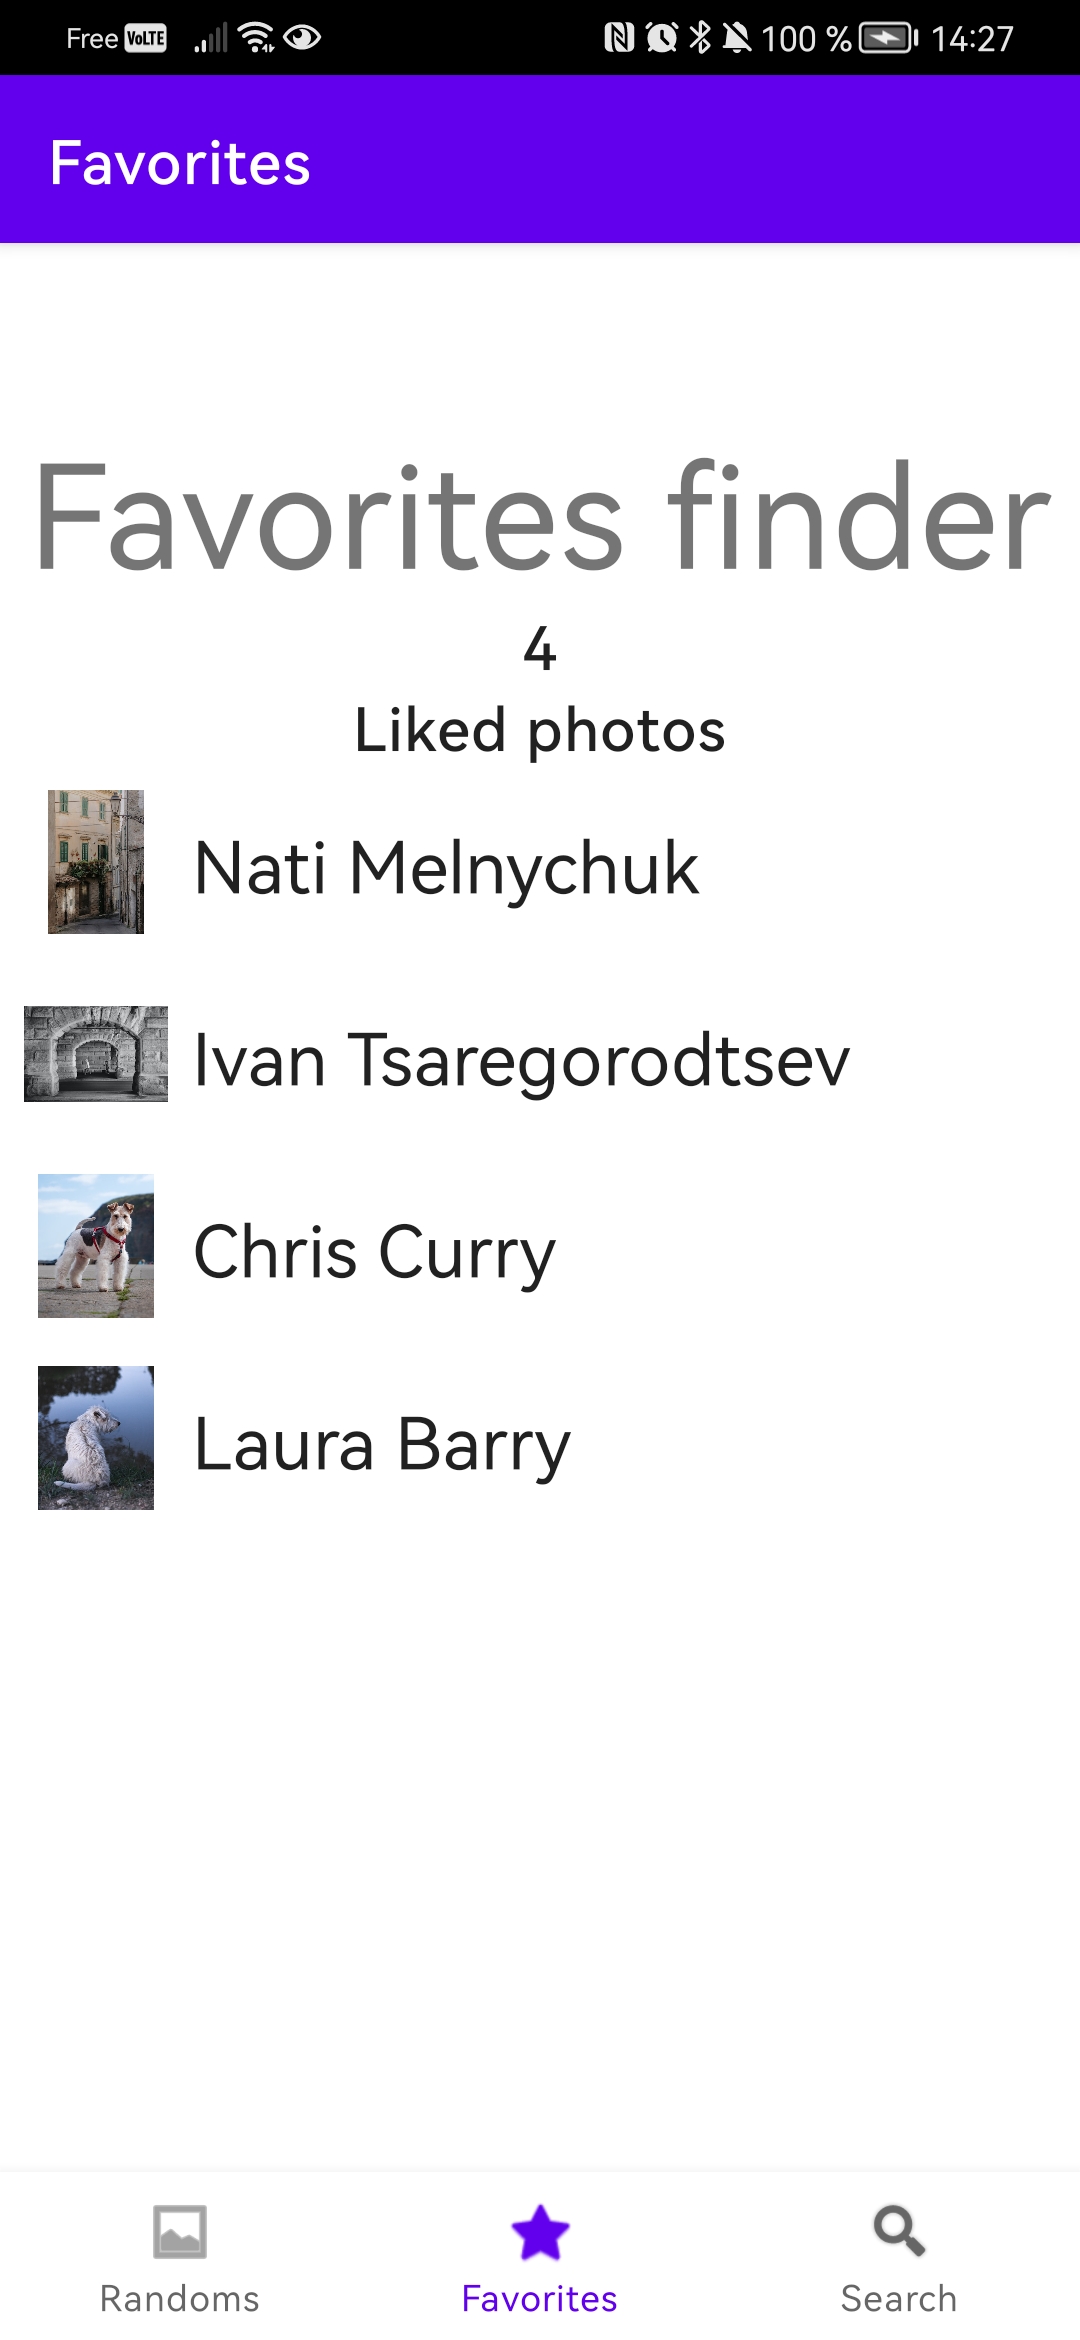 Free VoLTE 100 % 14:27
Favorites
Favorites finder
4
Liked photos
Nati Melnychuk
Ivan Tsaregorodtsev
Chris Curry
Laura Barry
Randoms Favorites Search